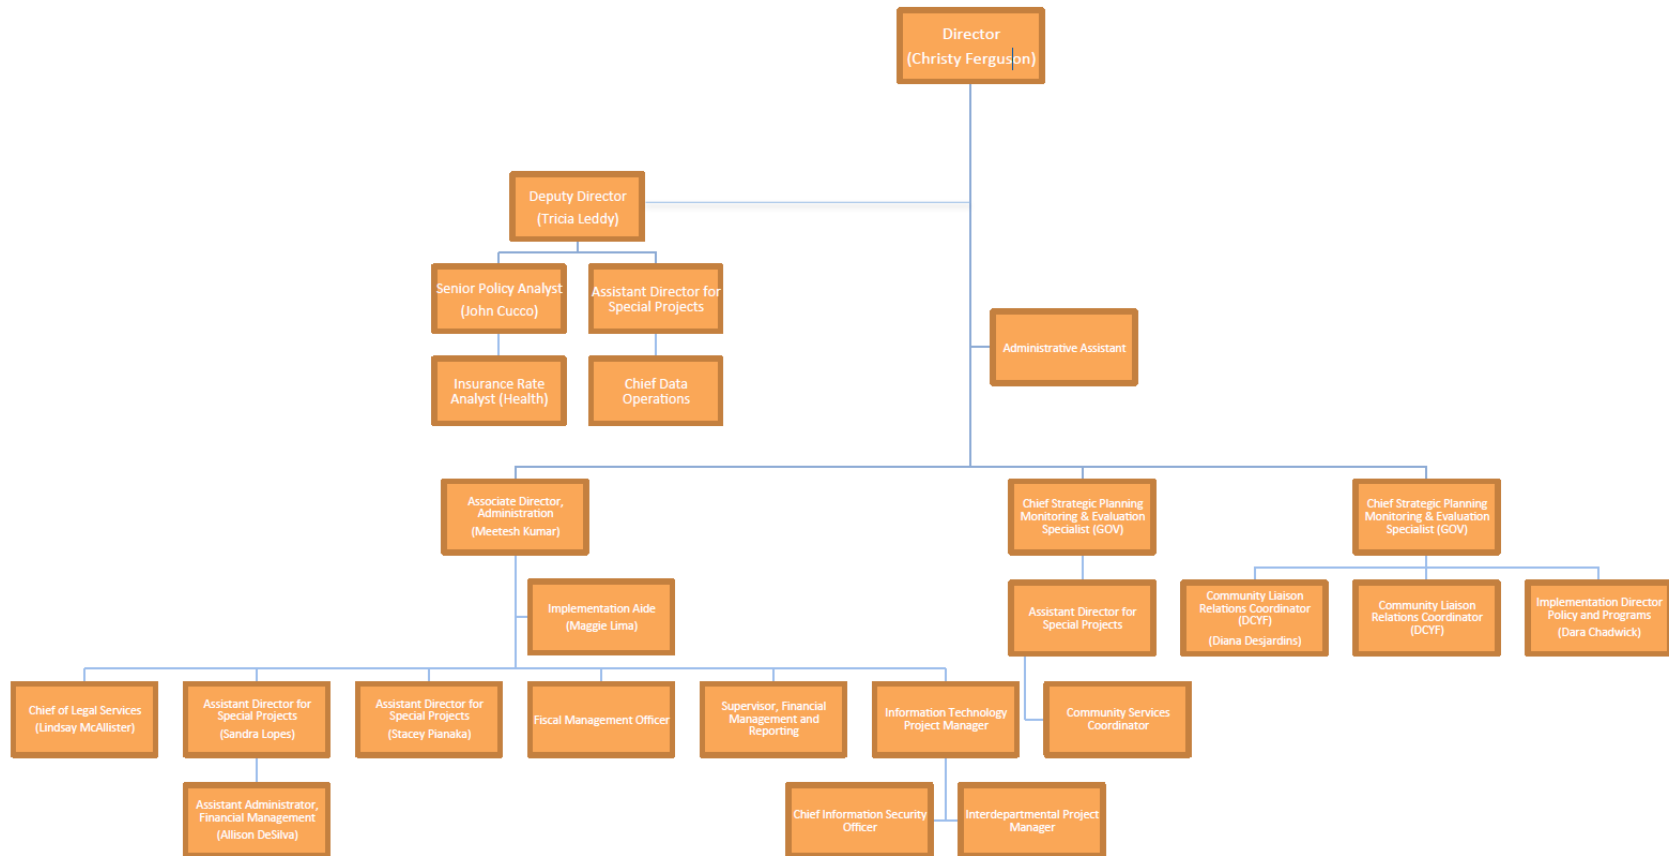 Director
(Christy Ferguson)
Deputy Director
(Tricia Leddy)
Senior Policy Analyst
(John Cucco)
Assistant Director for
Special Projects
Administrative Assistant
Insurance Rate
Analyst (Health)
Chief Data
Operations
Associate Director,
Administration
(Meetesh Kumar)
Chief Strategic Planning
Monitoring & Evaluation
Specialist (GOV)
Chief Strategic Planning
Monitoring & Evaluation
Specialist (GOV)
Implementation Aide
(Maggie Lima)
Assistant Director for
Special Projects
Community Liaison
Relations Coordinator
(DCYF)
(Diana Desjardins)
Community Liaison
Relations Coordinator
(DCYF)
Implementation Director
Policy and Programs
(Dara Chadwick)
Chief of Legal Services
(Lindsay McAllister)
Assistant Director for
Special Projects
(Sandra Lopes)
Assistant Director for
Special Projects
(Stacey Pianaka)
Fiscal Management Officer
Supervisor, Financial
Management and
Reporting
Information Technology
Project Manager
Community Services
Coordinator
Assistant Administrator,
Financial Management
(Allison DeSilva)
Chief Information Security
Officer
Interdepartmental Project
Manager